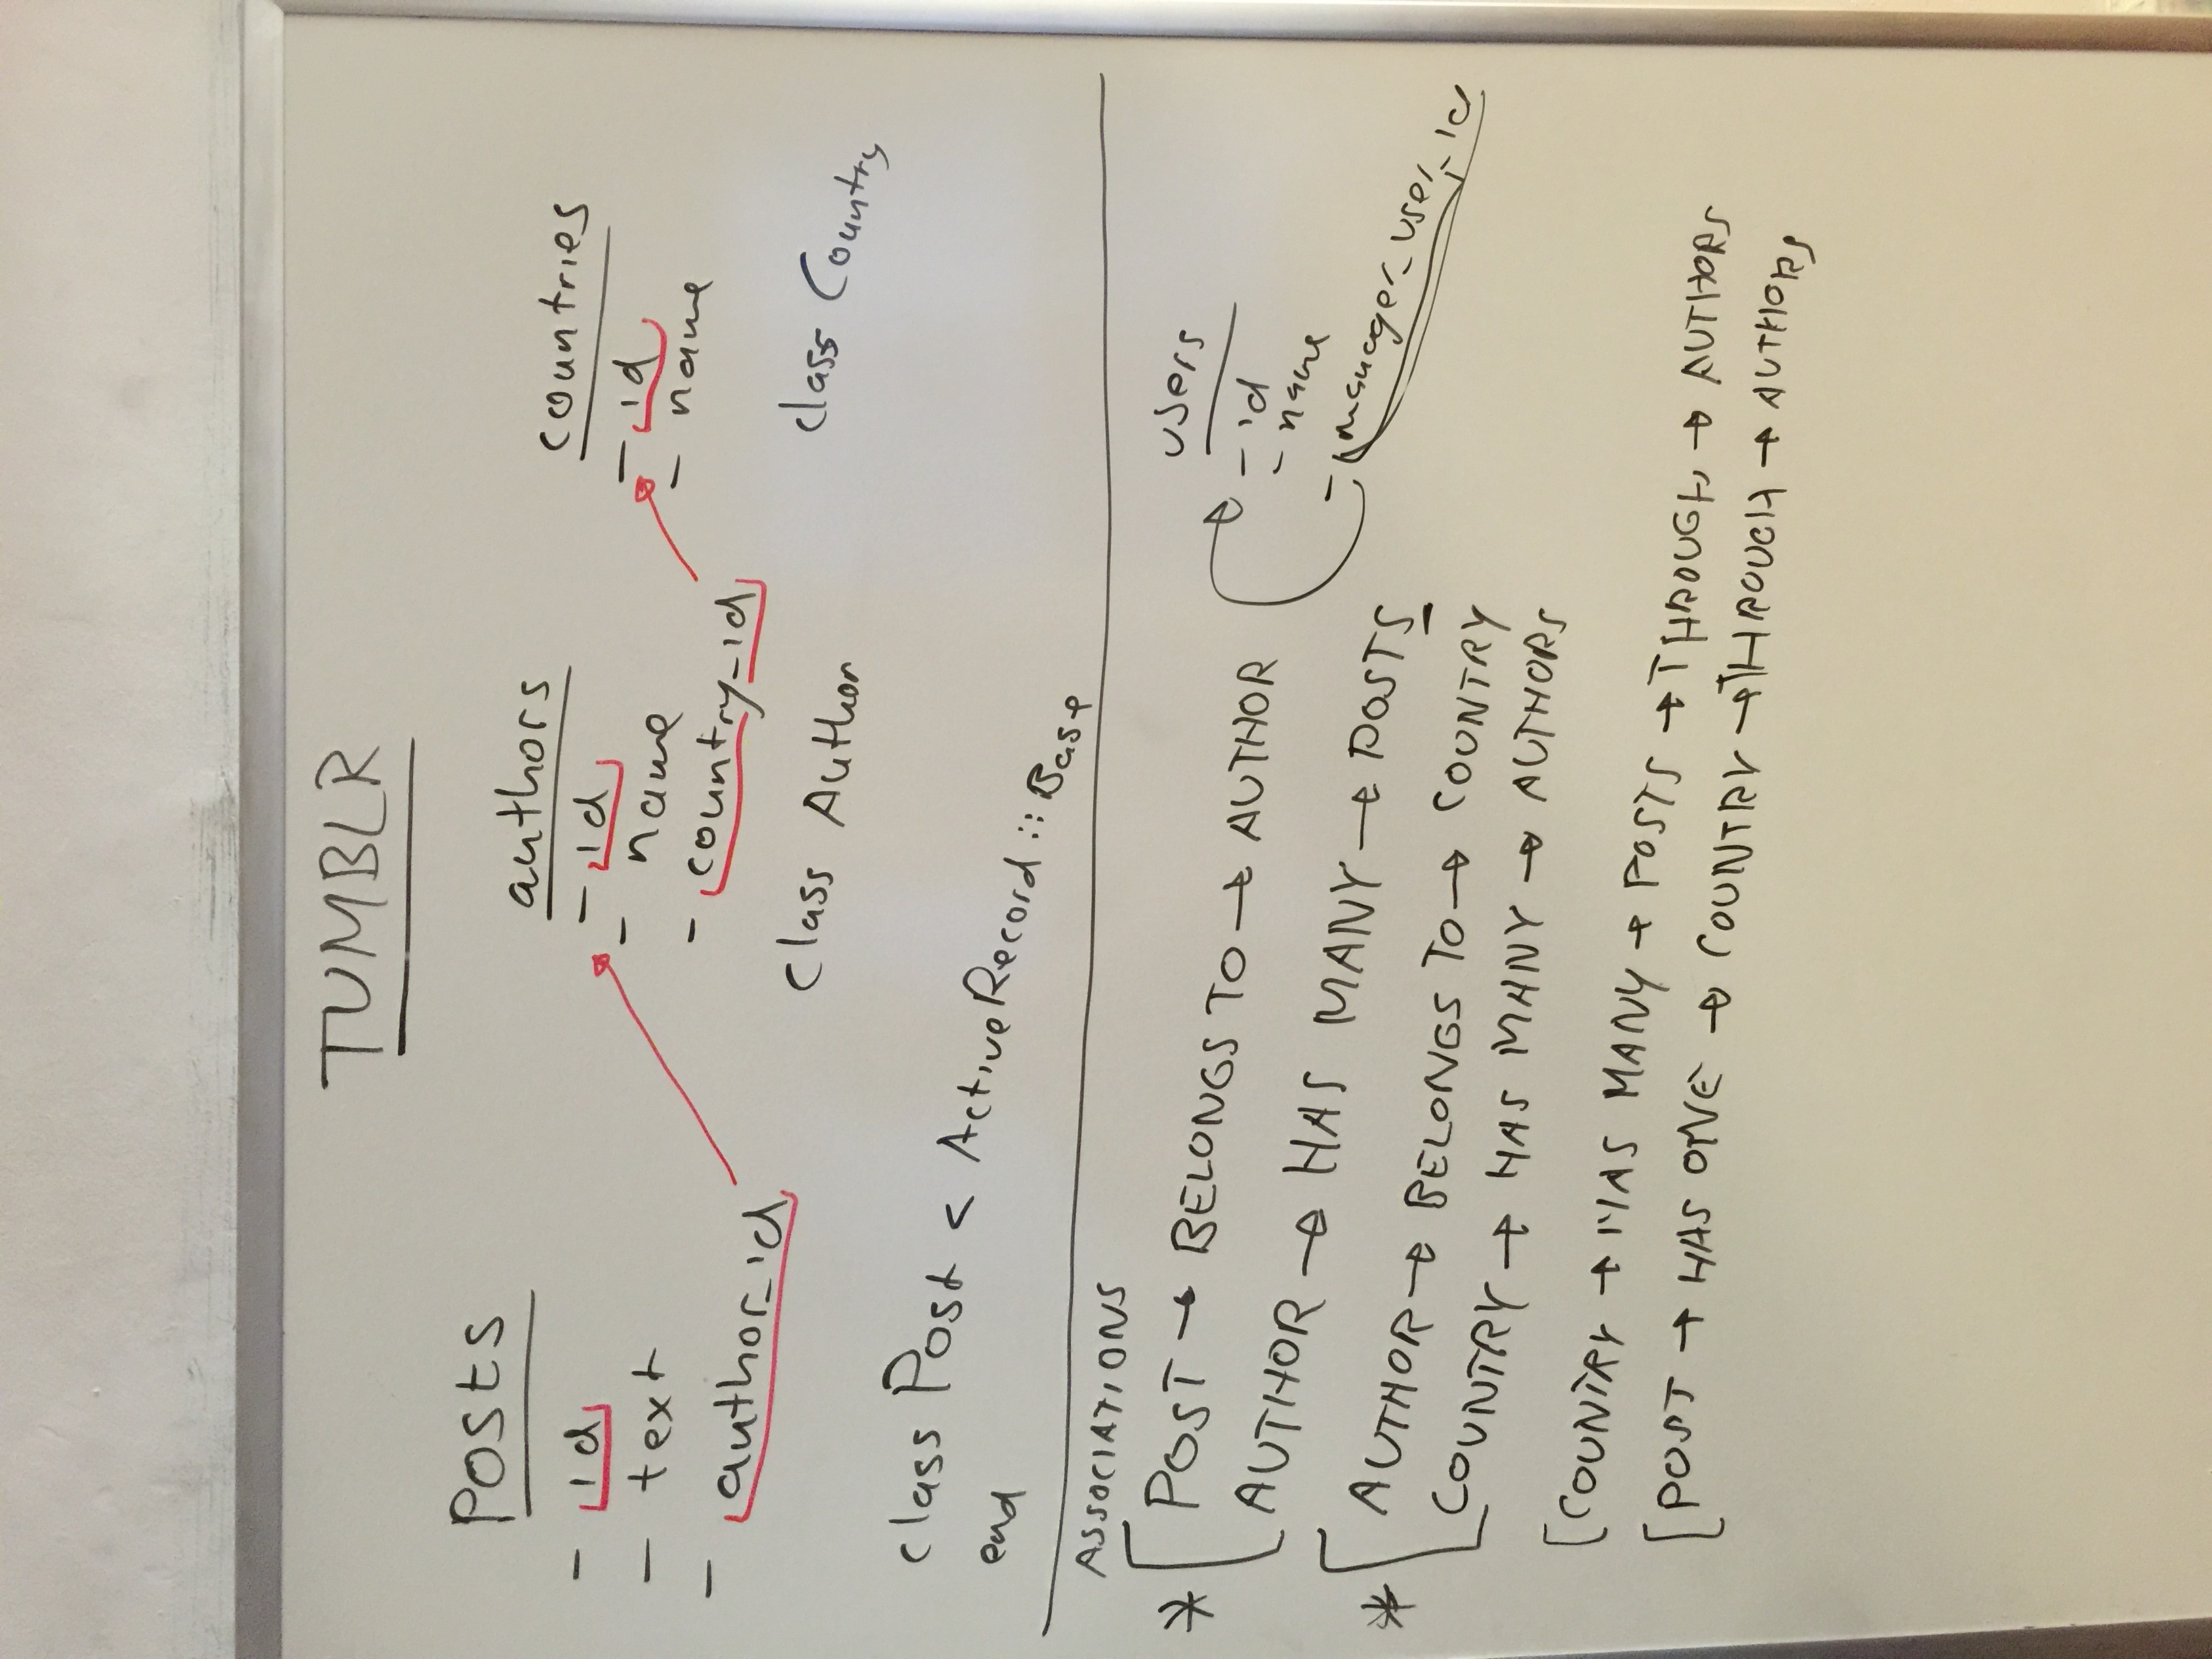 TUMBLR
Posts
- id
- text
- author_id
authors
- id
- name
- country_id
countries
- id
- name
class Author
class Country
class Post < ActiveRecord::Base
end
ASSOCIATIONS
* [ POST → BELONGS TO → AUTHOR
AUTHOR → HAS MANY → POSTS
* [ AUTHOR → BELONGS TO → COUNTRY
COUNTRY → HAS MANY → AUTHORS
[ COUNTRY → HAS MANY → POSTS → THROUGH → AUTHORS
[ POST → HAS ONE → COUNTRY → THROUGH → AUTHORS
users
- id
- name
- manager_user_id